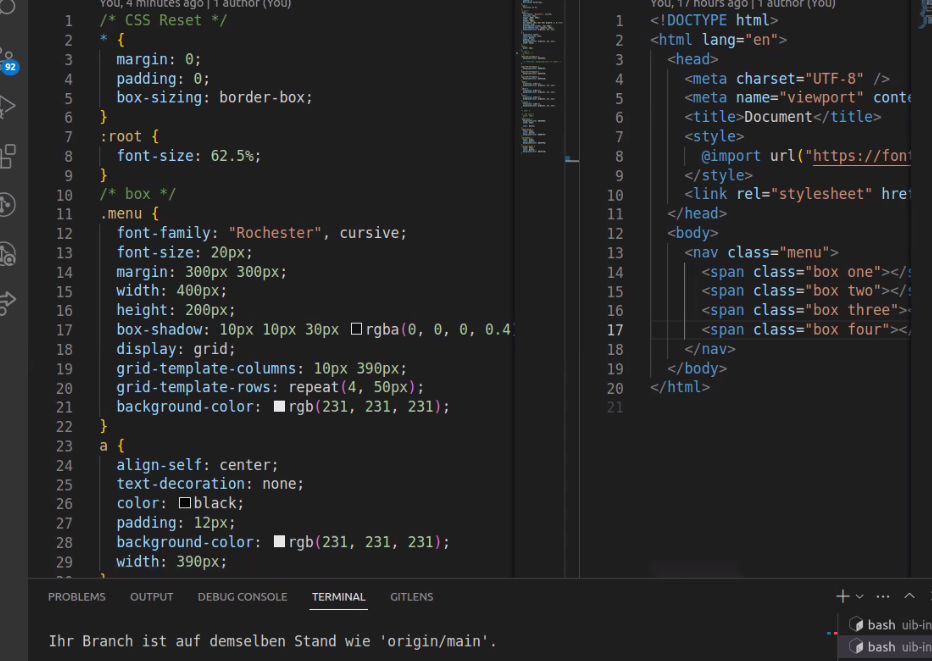 You, 4 minutes ago | 1 author (You)
1 /* CSS Reset */
2 * {
3 margin: 0;
4 padding: 0;
5 box-sizing: border-box;
6 }
7 :root {
8 font-size: 62.5%;
9 }
10 /* box */
11 .menu {
12 font-family: "Rochester", cursive;
13 font-size: 20px;
14 margin: 300px 300px;
15 width: 400px;
16 height: 200px;
17 box-shadow: 10px 10px 30px rgba(0, 0, 0, 0.4
18 display: grid;
19 grid-template-columns: 10px 390px;
20 grid-template-rows: repeat(4, 50px);
21 background-color: rgb(231, 231, 231);
22 }
23 a {
24 align-self: center;
25 text-decoration: none;
26 color: black;
27 padding: 12px;
28 background-color: rgb(231, 231, 231);
29 width: 390px;
92
You, 17 hours ago | 1 author (You)
1 <!DOCTYPE html>
2 <html lang="en">
3 <head>
4 <meta charset="UTF-8" />
5 <meta name="viewport" conte
6 <title>Document</title>
7 <style>
8 @import url("https://font
9 </style>
10 <link rel="stylesheet" href
11 </head>
12 <body>
13 <nav class="menu">
14 <span class="box one"></s
15 <span class="box two"></s
16 <span class="box three"><
17 <span class="box four"></
18 </nav>
19 </body>
20 </html>
21
PROBLEMS OUTPUT DEBUG CONSOLE TERMINAL GITLENS
Ihr Branch ist auf demselben Stand wie 'origin/main'.
bash uib-in
bash uib-in